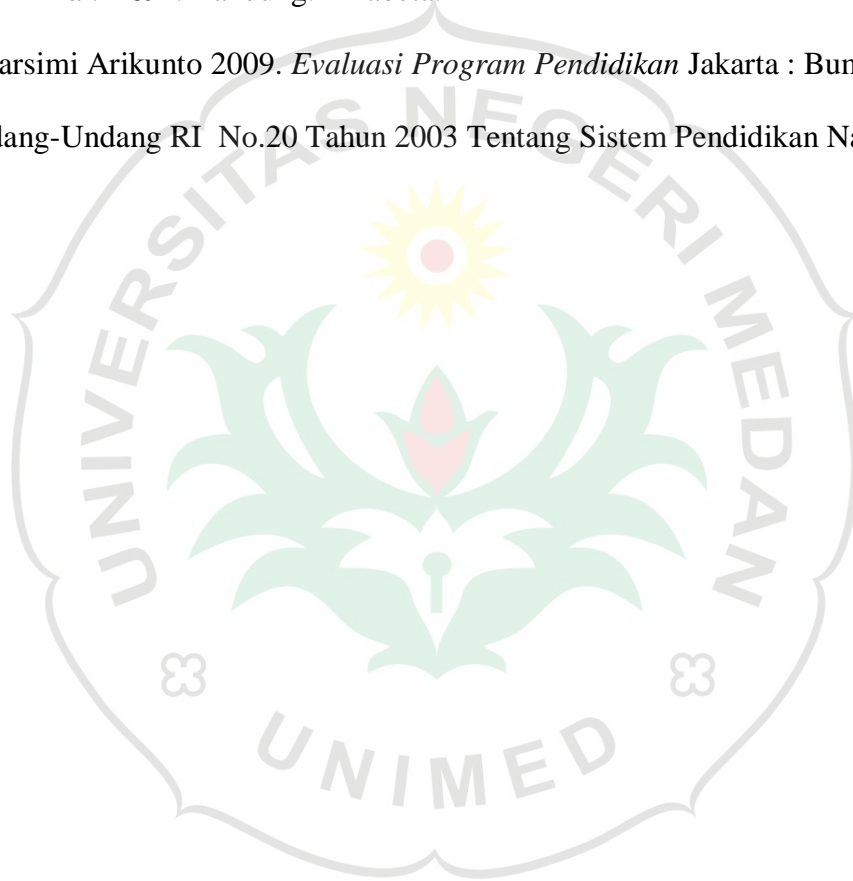 arsimi Arikunto 2009. Evaluasi Program Pendidikan Jakarta : Bum
dang-Undang RI No.20 Tahun 2003 Tentang Sistem Pendidikan Na
UNIVERSITAS NEGERI MEDAN
UNIMED